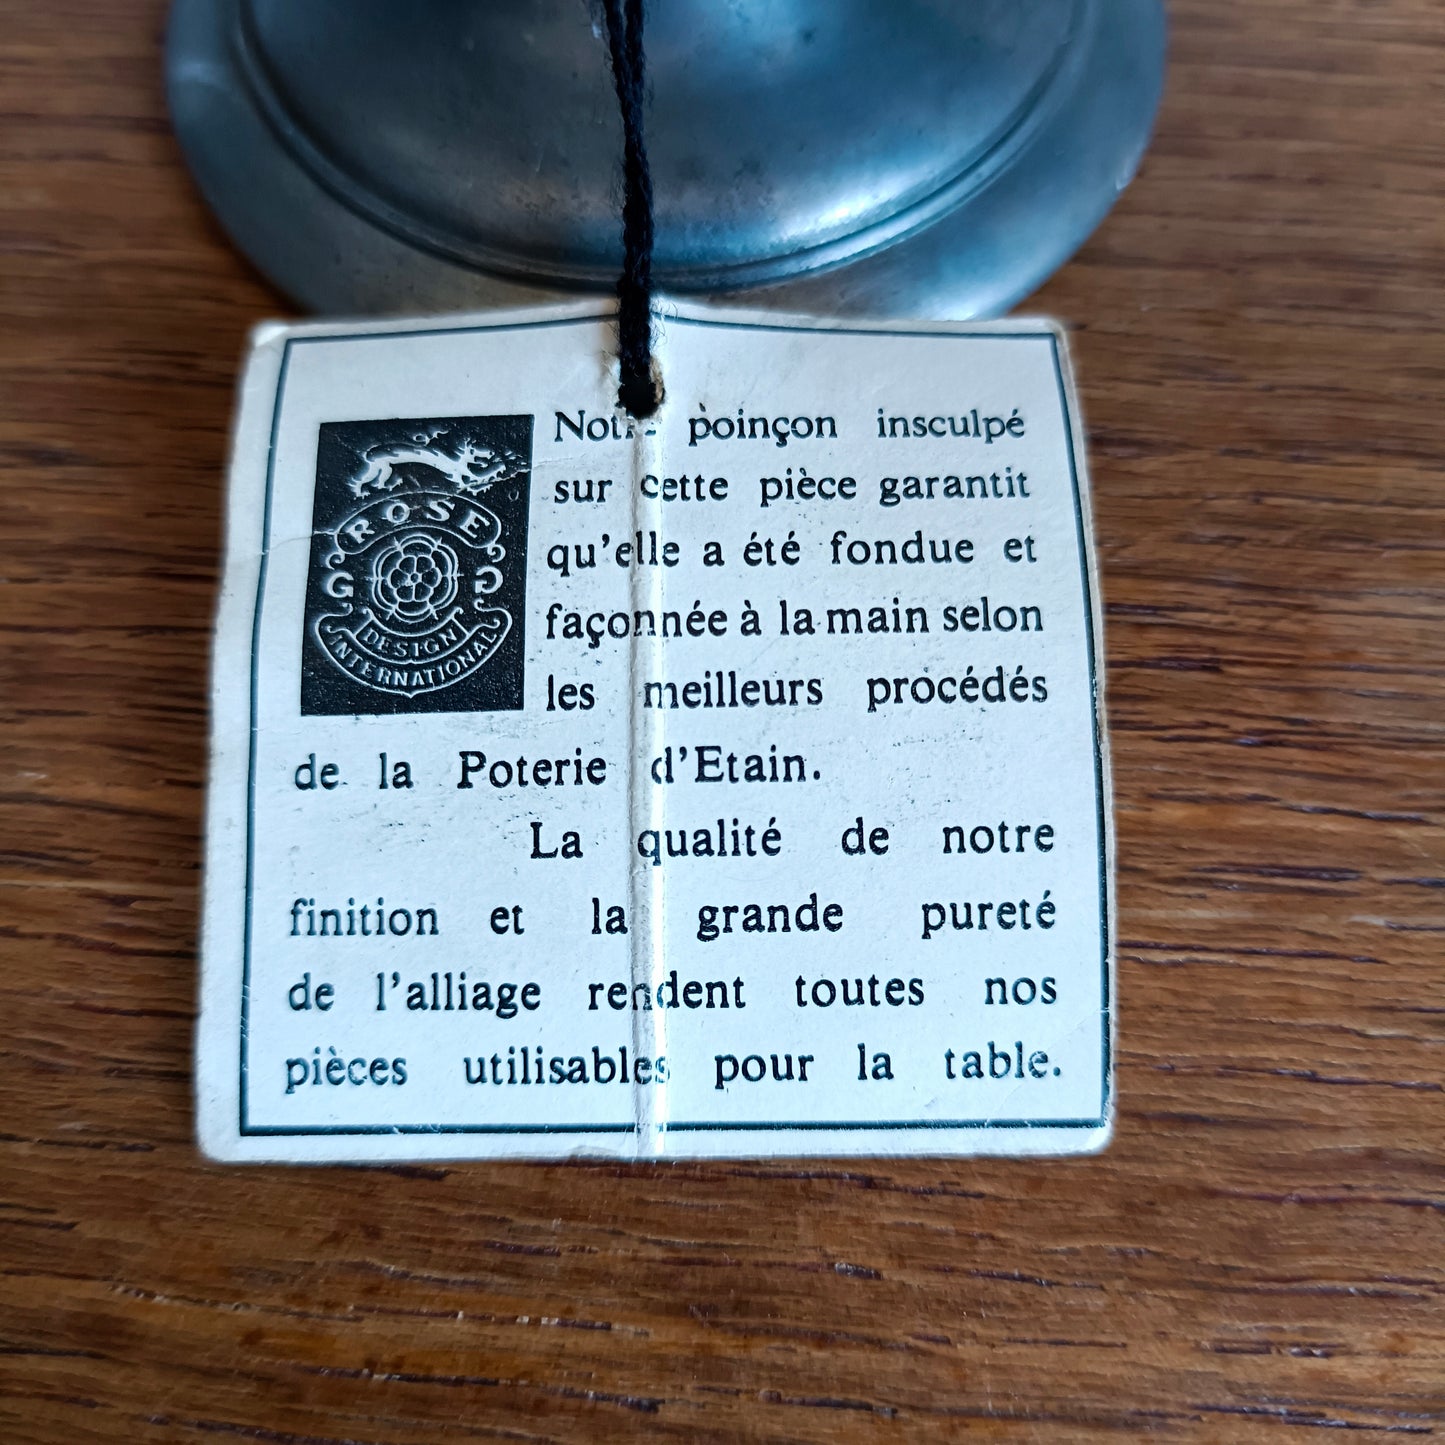 ROSE
G G
DESIGN
INTERNATIONAL
Notre poinçon insculpé
sur cette pièce garantit
qu'elle a été fondue et
façonnée à la main selon
les meilleurs procédés
de la Poterie d'Etain.
La qualité de notre
finition et la grande pureté
de l'alliage rendent toutes nos
pièces utilisables pour la table.